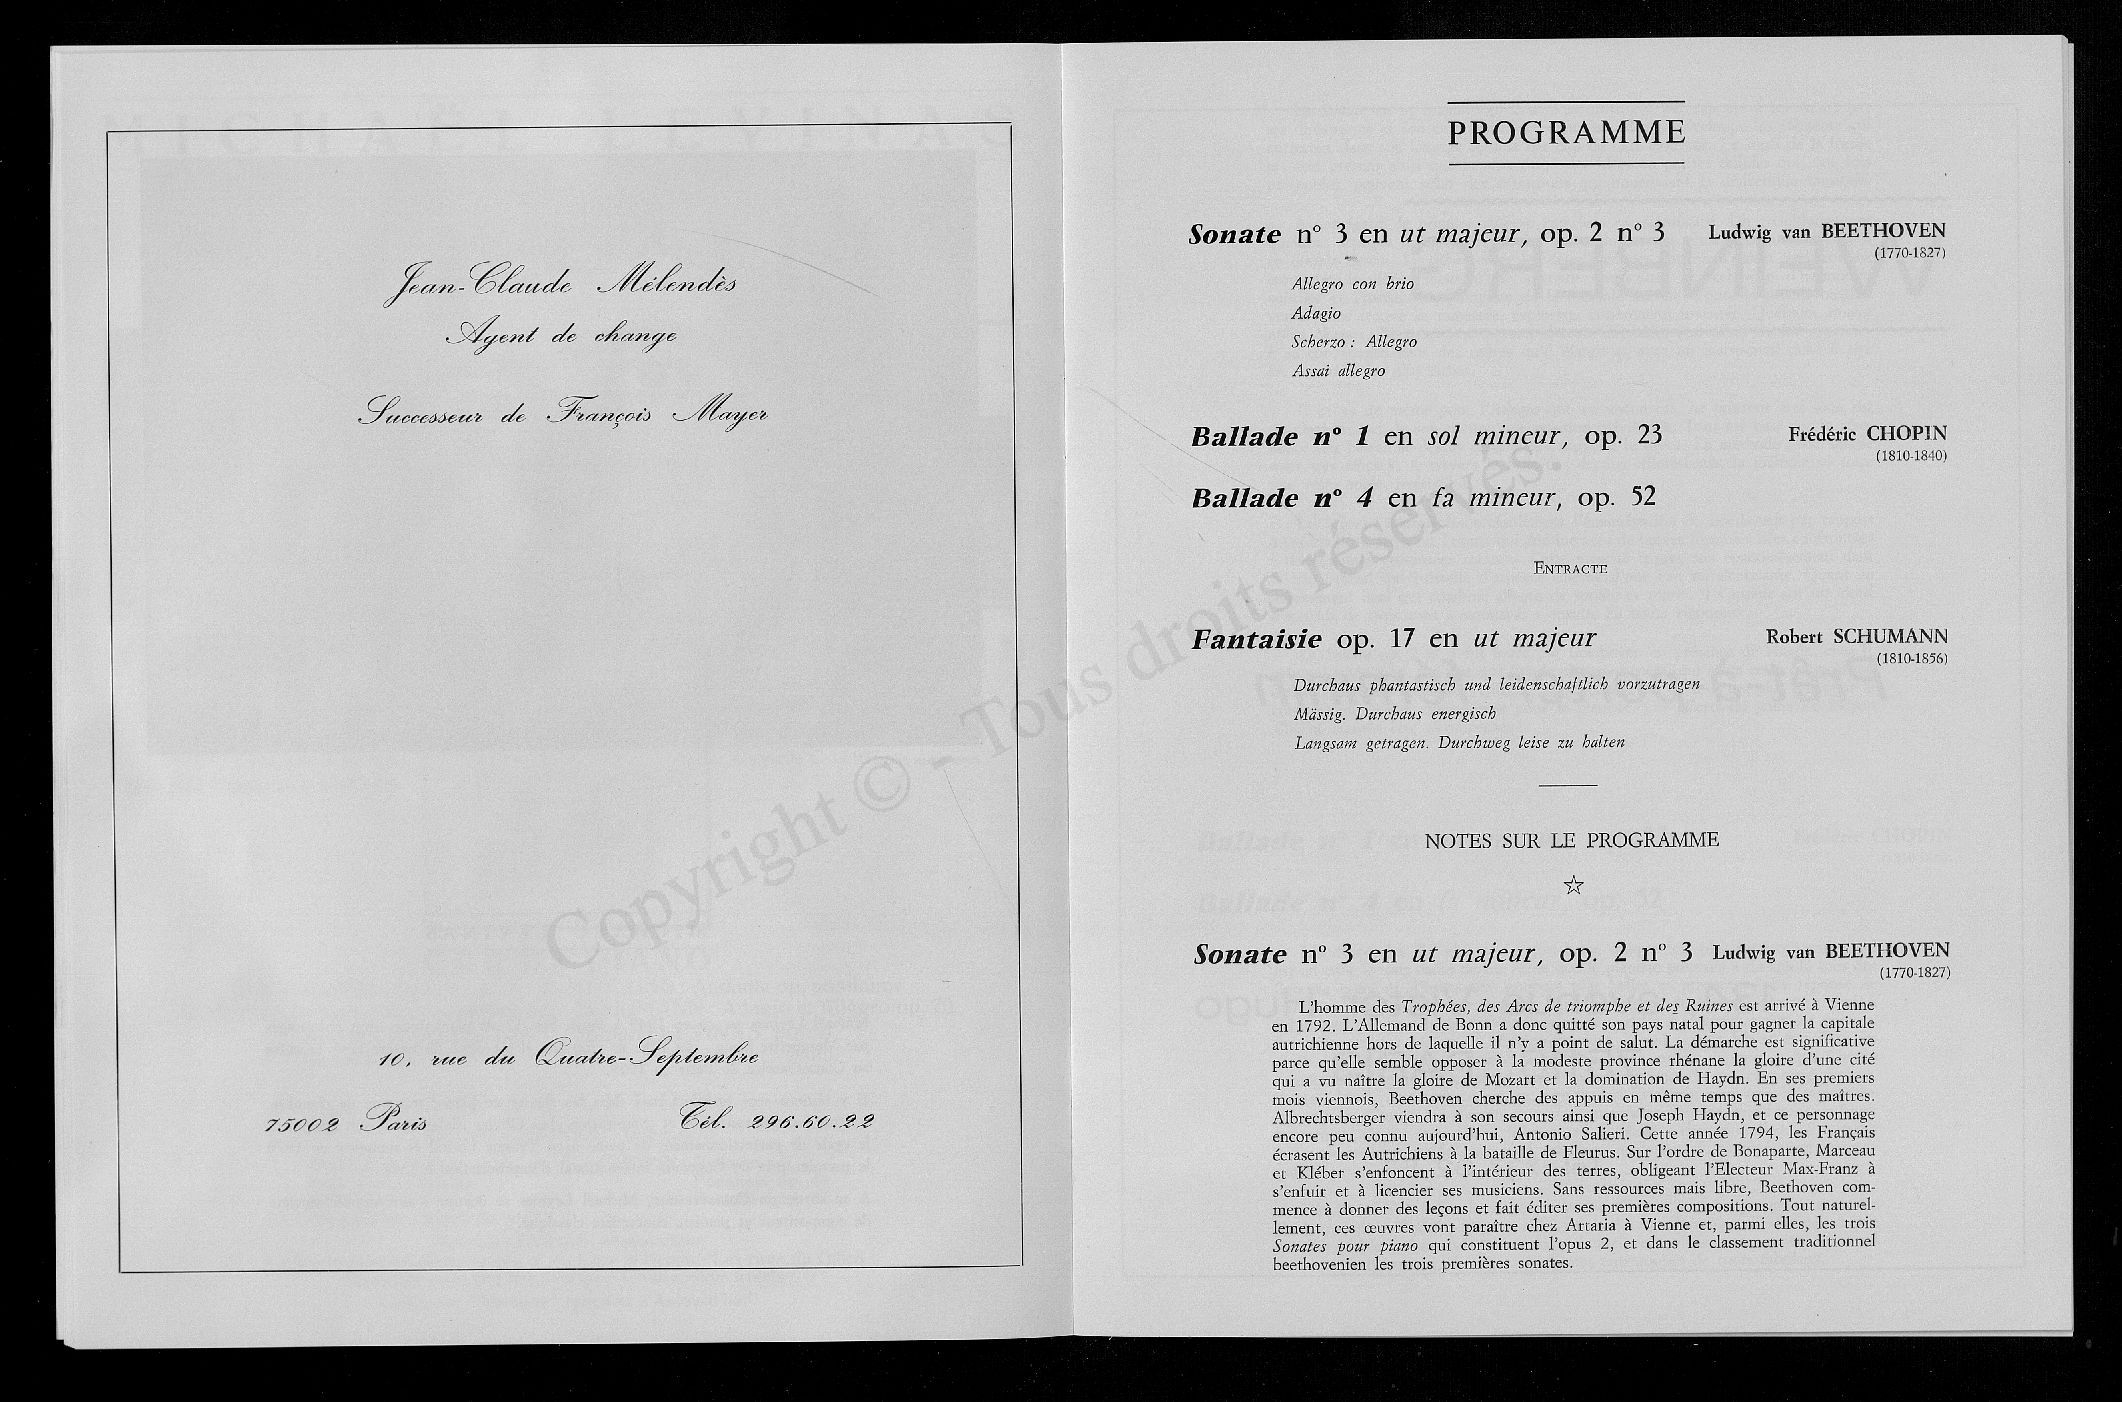 Jean-Claude Mélendès
Agent de change
Successeur de François Mayer
10, rue du Quatre-Septembre
75002 Paris Tél. 296.60.22
PROGRAMME
Sonate n° 3 en ut majeur, op. 2 n° 3 Ludwig van BEETHOVEN
(1770-1827)
Allegro con brio
Adagio
Scherzo : Allegro
Assai allegro
Ballade n° 1 en sol mineur, op. 23 Frédéric CHOPIN
(1810-1840)
Ballade n° 4 en fa mineur, op. 52
ENTRACTE
Fantaisie op. 17 en ut majeur Robert SCHUMANN
(1810-1856)
Durchaus phantastisch und leidenschaftlich vorzutragen
Mässig. Durchaus energisch
Langsam getragen. Durchweg leise zu halten
NOTES SUR LE PROGRAMME
Sonate n° 3 en ut majeur, op. 2 n° 3 Ludwig van BEETHOVEN
(1770-1827)
L'homme des Trophées, des Arcs de triomphe et des Ruines est arrivé à Vienne
en 1792. L'Allemand de Bonn a donc quitté son pays natal pour gagner la capitale
autrichienne hors de laquelle il n'y a point de salut. La démarche est significative
parce qu'elle semble opposer à la modeste province rhénane la gloire d'une cité
qui a vu naître la gloire de Mozart et la domination de Haydn. En ses premiers
mois viennois, Beethoven cherche des appuis en même temps que des maîtres.
Albrechtsberger viendra à son secours ainsi que Joseph Haydn, et ce personnage
encore peu connu aujourd'hui, Antonio Salieri. Cette année 1794, les Français
écrasent les Autrichiens à la bataille de Fleurus. Sur l'ordre de Bonaparte, Marceau
et Kléber s'enfoncent à l'intérieur des terres, obligeant l'Electeur Max-Franz à
s'enfuir et à licencier ses musiciens. Sans ressources mais libre, Beethoven com-
mence à donner des leçons et fait éditer ses premières compositions. Tout naturel-
lement, ces œuvres vont paraître chez Artaria à Vienne et, parmi elles, les trois
Sonates pour piano qui constituent l'opus 2, et dans le classement traditionnel
beethovenien les trois premières sonates.
Copyright © - Tous droits réservés.